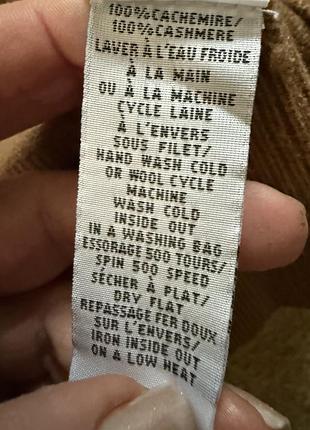 100%CACHEMIRE/
100%CASHMERE
LAVER À L'EAU FROIDE
À LA MAIN
OU À LA MACHINE
CYCLE LAINE
À L'ENVERS
SOUS FILET/
HAND WASH COLD
OR WOOL CYCLE
MACHINE
WASH COLD
INSIDE OUT
IN A WASHING BAG
ESSORAGE 500 TOURS/
SPIN 500 SPEED
SÉCHER À PLAT/
DRY FLAT
REPASSAGE FER DOUX
SUR L'ENVERS/
IRON INSIDE OUT
ON A LOW HEAT